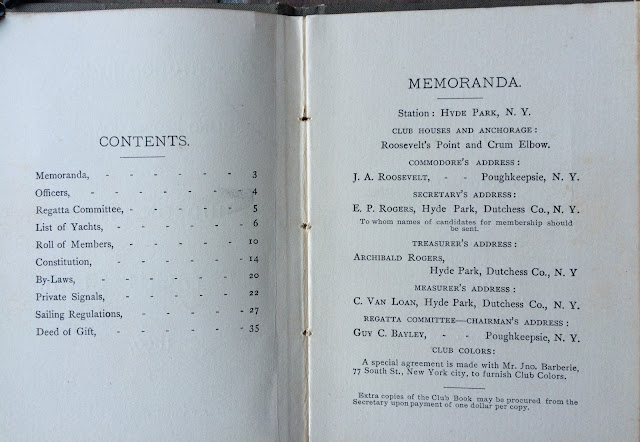 CONTENTS.
Memoranda, - - - - - - 3
Officers, - - - - - - 4
Regatta Committee, - - - - - 5
List of Yachts, - - - - - - 6
Roll of Members, - - - - - 10
Constitution, - - - - - - 14
By-Laws, - - - - - - 20
Private Signals, - - - - - 22
Sailing Regulations, - - - - - 27
Deed of Gift, - - - - - - 35
MEMORANDA.
Station: HYDE PARK, N. Y.
CLUB HOUSES AND ANCHORAGE:
Roosevelt's Point and Crum Elbow.
COMMODORE'S ADDRESS:
J. A. ROOSEVELT, - - Poughkeepsie, N. Y.
SECRETARY'S ADDRESS:
E. P. ROGERS, Hyde Park, Dutchess Co., N. Y.
To whom names of candidates for membership should
be sent.
TREASURER'S ADDRESS:
ARCHIBALD ROGERS,
Hyde Park, Dutchess Co., N. Y
MEASURER'S ADDRESS:
C. VAN LOAN, Hyde Park, Dutchess Co., N. Y.
REGATTA COMMITTEE—CHAIRMAN'S ADDRESS:
GUY C. BAYLEY, - - Poughkeepsie, N. Y.
CLUB COLORS:
A special agreement is made with Mr. Jno. Barberie,
77 South St., New York city, to furnish Club Colors.
Extra copies of the Club Book may be procured from the
Secretary upon payment of one dollar per copy.